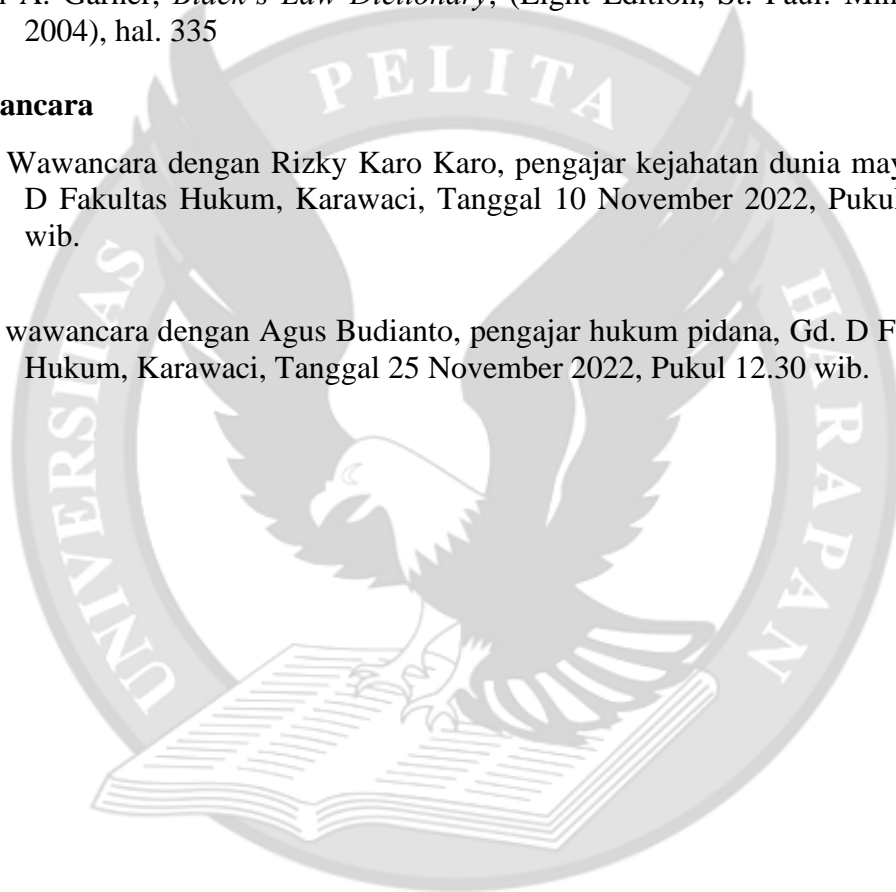 A. Garner, Black's Law Dictionary, (Eight Edition, St. Paul: Min
2004), hal. 335
ancara
Wawancara dengan Rizky Karo Karo, pengajar kejahatan dunia may
D Fakultas Hukum, Karawaci, Tanggal 10 November 2022, Pukul
wib.
wawancara dengan Agus Budianto, pengajar hukum pidana, Gd. D F
Hukum, Karawaci, Tanggal 25 November 2022, Pukul 12.30 wib.
UNIVERSITAS PELITA HARAPAN